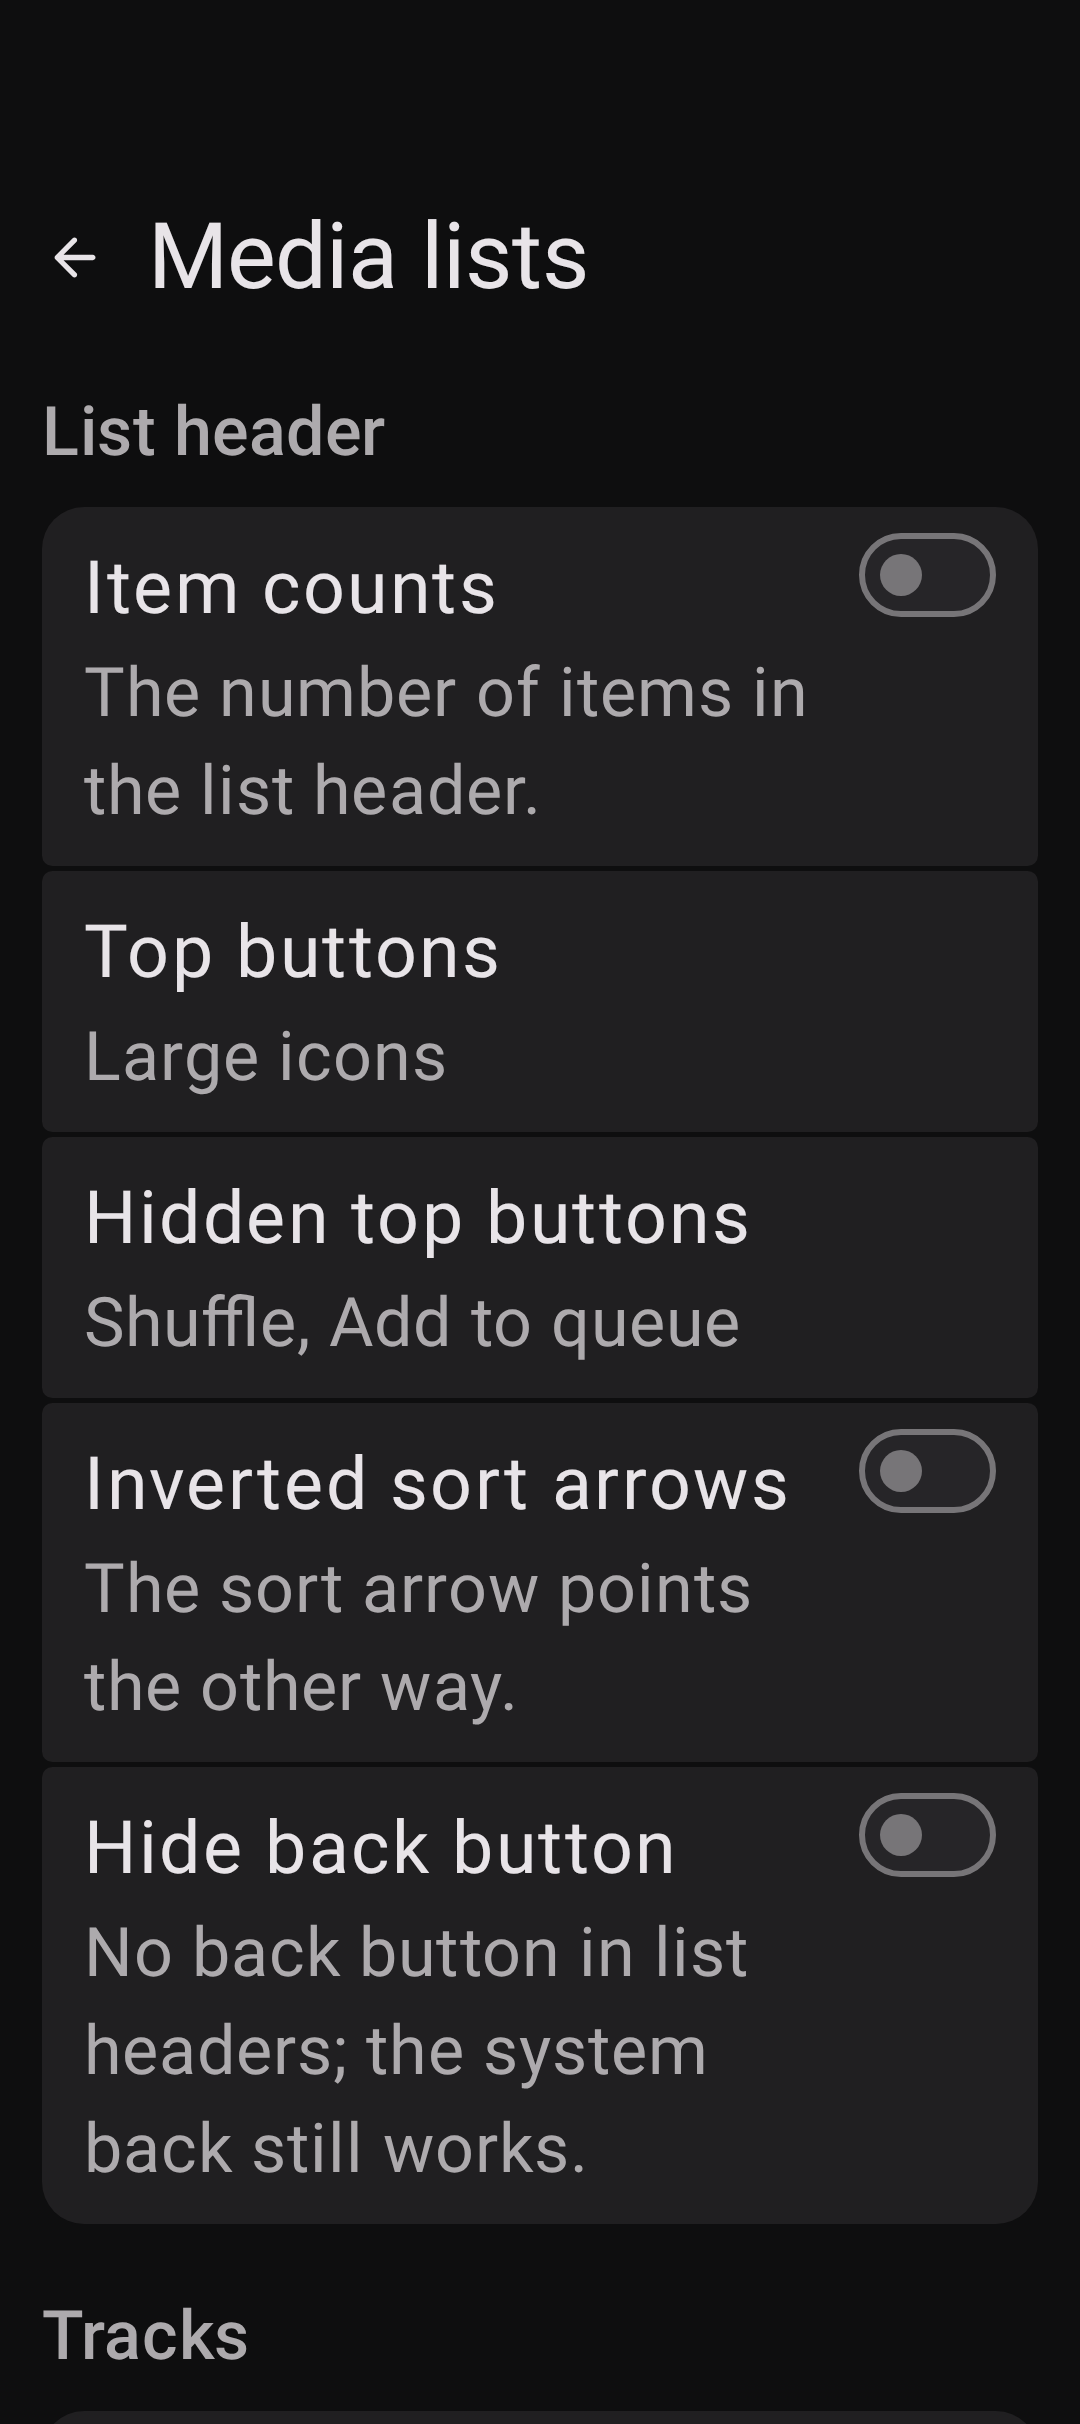 Media lists
List header
Item counts
The number of items in
the list header.
Top buttons
Large icons
Hidden top buttons
Shuffle, Add to queue
Inverted sort arrows
The sort arrow points
the other way.
Hide back button
No back button in list
headers; the system
back still works.
Tracks